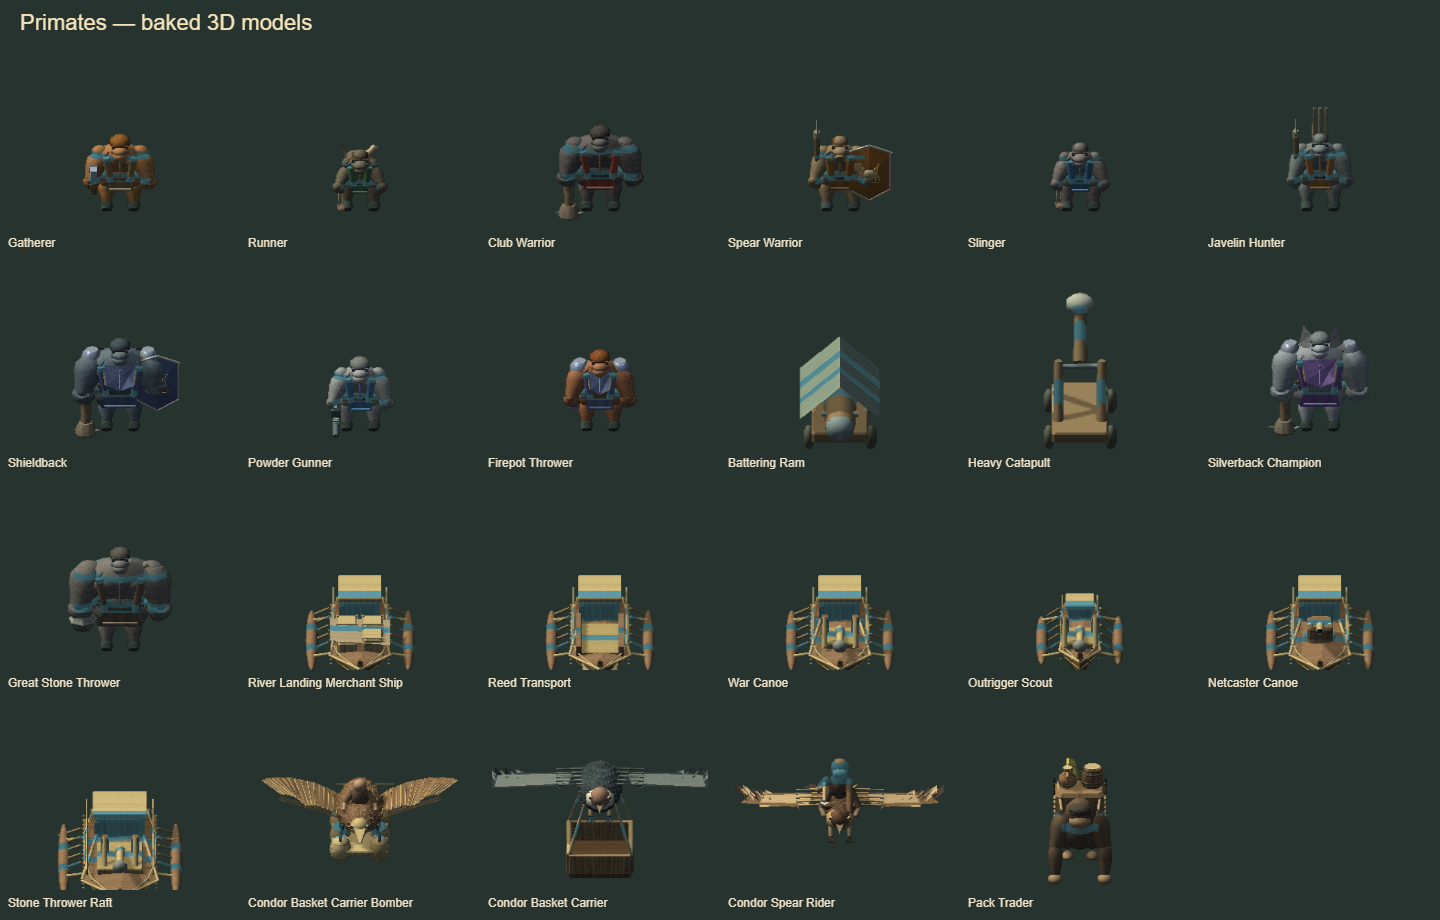 Primates — baked 3D models
Gatherer
Runner
Club Warrior
Spear Warrior
Slinger
Javelin Hunter
Shieldback
Powder Gunner
Firepot Thrower
Battering Ram
Heavy Catapult
Silverback Champion
Great Stone Thrower
River Landing Merchant Ship
Reed Transport
War Canoe
Outrigger Scout
Netcaster Canoe
Stone Thrower Raft
Condor Basket Carrier Bomber
Condor Basket Carrier
Condor Spear Rider
Pack Trader